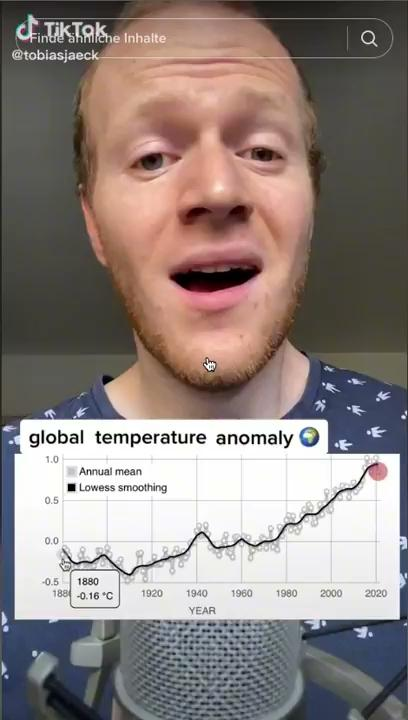 TikTok
Finde ähnliche Inhalte
@tobiasjaeck
global temperature anomaly
1.0
Annual mean
Lowess smoothing
0.5
0.0
-0.5
1880
-0.16 °C
188
1920
1940
1960
1980
2000
2020
YEAR